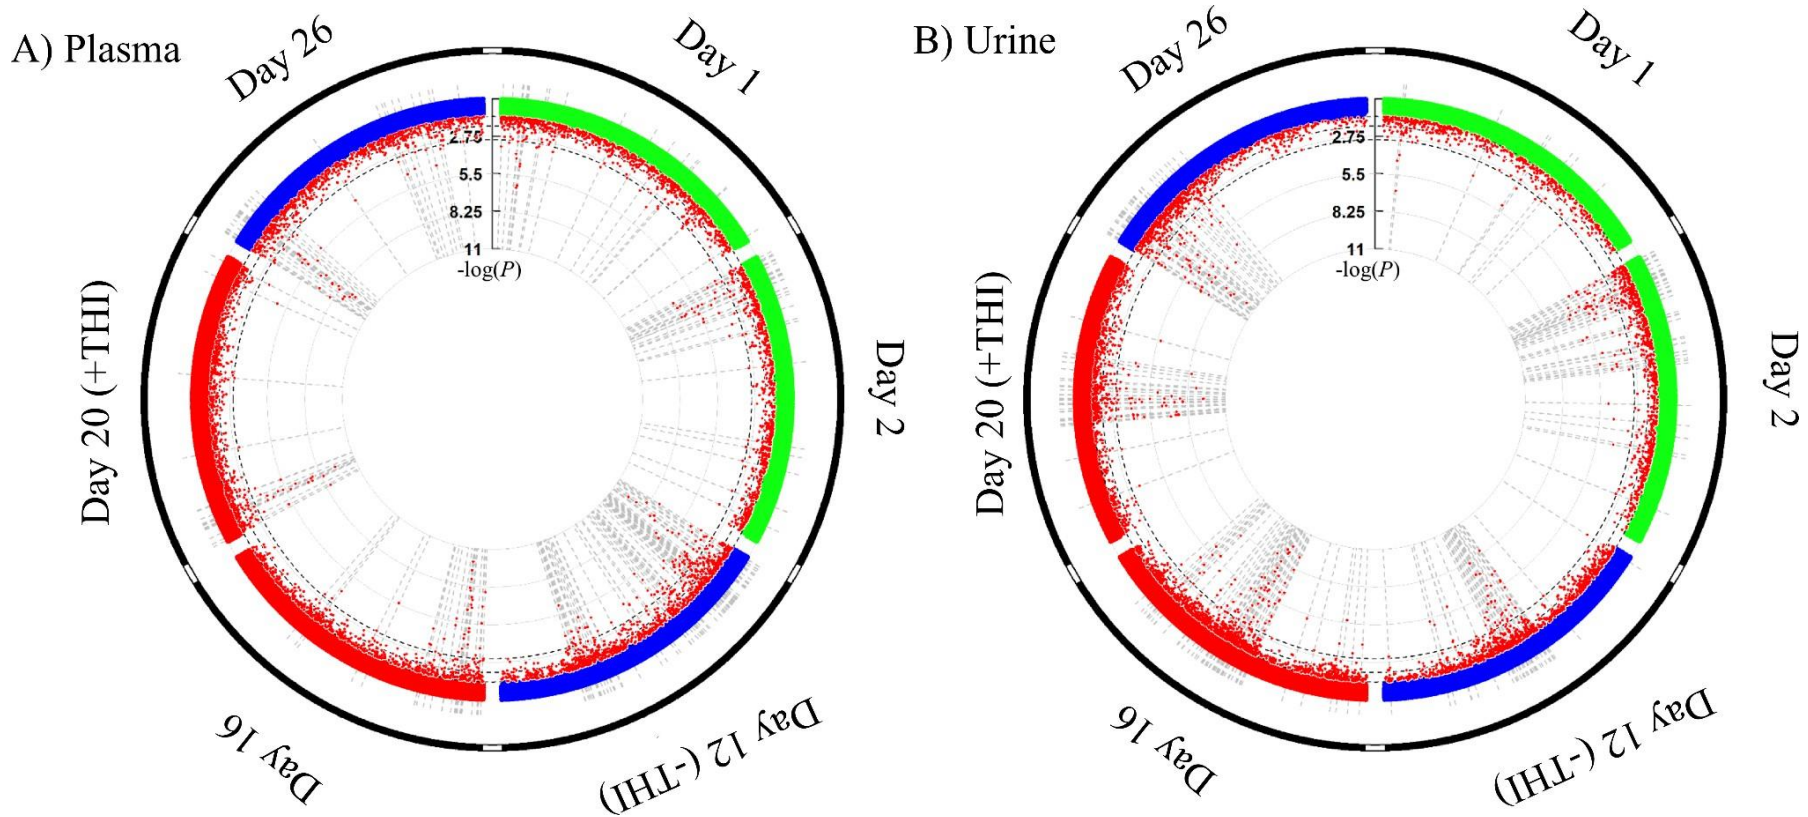 A) Plasma
Day 26
Day 1
2.75
5.5
8.25
11
-log(P)
Day 20 (+THI)
Day 2
Day 16
Day 12 (-THI)
B) Urine
Day 26
Day 1
2.75
5.5
8.25
11
-log(P)
Day 20 (+THI)
Day 2
Day 16
Day 12 (-THI)